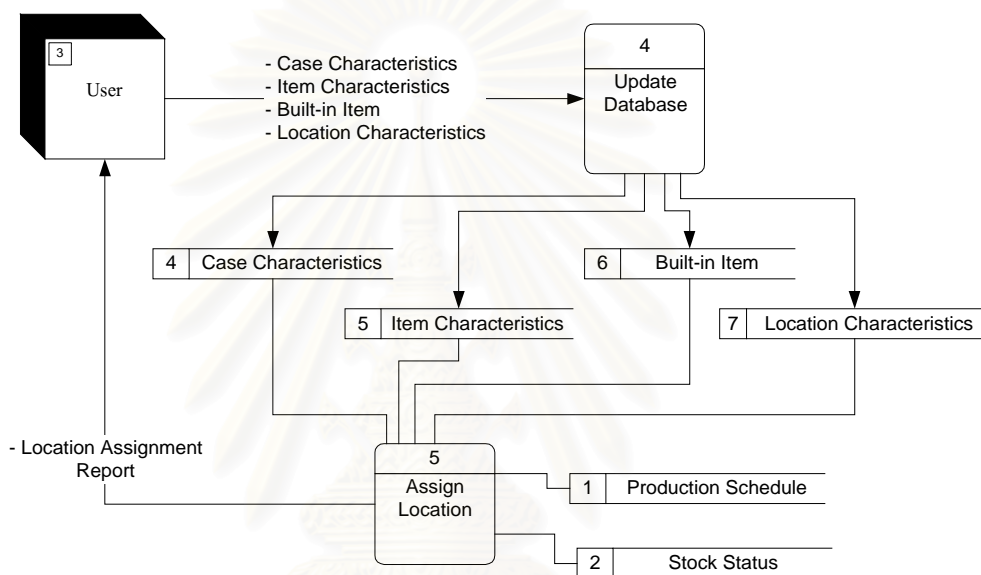 3
User
- Case Characteristics
- Item Characteristics
- Built-in Item
- Location Characteristics
4
Update
Database
4 Case Characteristics
6 Built-in Item
5 Item Characteristics
7 Location Characteristics
- Location Assignment
Report
5
Assign
Location
1 Production Schedule
2 Stock Status